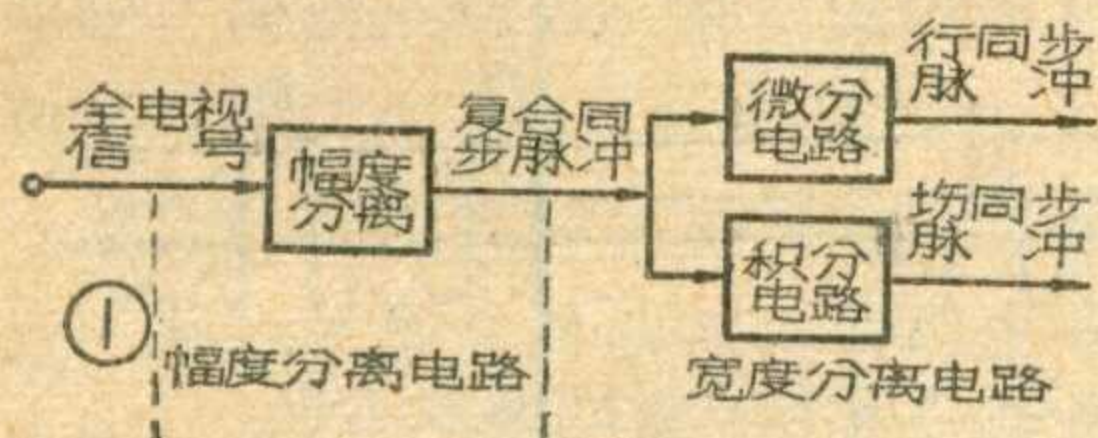 全电视
信号
幅度
分离
复合同
步脉冲
微分
电路
行同步
脉冲
积分
电路
场同步
脉冲
①
幅度分离电路
宽度分离电路